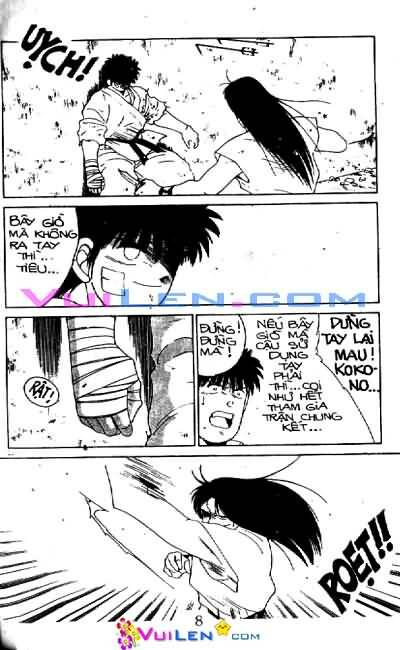 UỴCH!
BÂY GIỜ
MÀ KHÔNG
RA TAY
THÌ...
TIÊU...
VUILEN.COM
ĐỪNG
TAY LẠI
MAU!
KOKO-
NO...
NẾU BÂY
GIỜ MÀ
CẬU SỬ
DỤNG
TAY
PHẢI
THÌ... COI
NHƯ HẾT
THAM GIA
TRẬN CHUNG
KẾT...
ĐỪNG!
ĐỪNG
MÀ!
RẮT!
ROẸT!!
8
VUILEN.COM